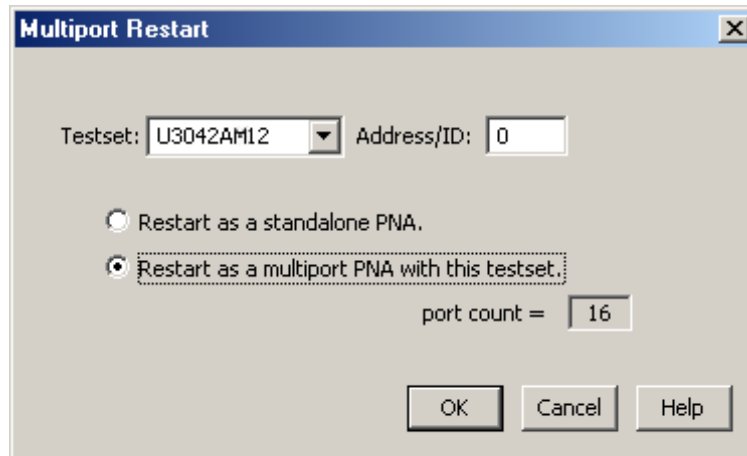 Multiport Restart
Testset: U3042AM12 Address/ID: 0
Restart as a standalone PNA.
Restart as a multiport PNA with this testset.
port count = 16
OK Cancel Help